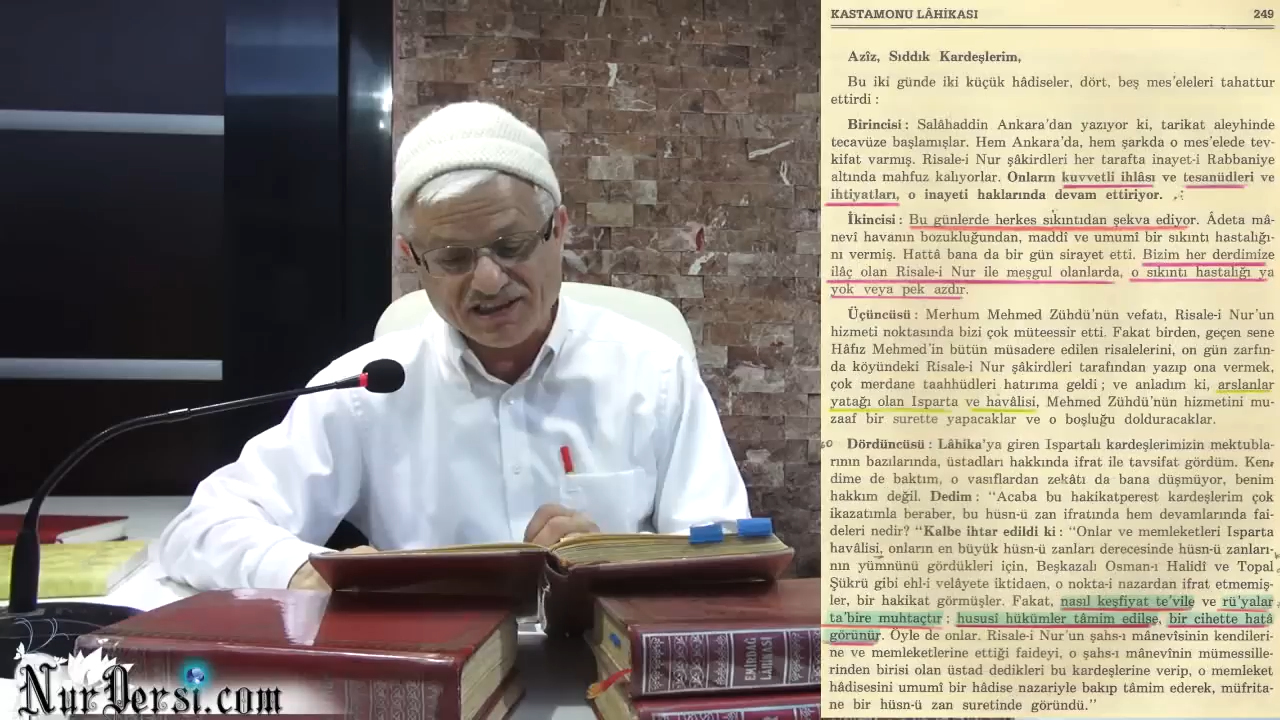 KASTAMONU LÂHİKASI 249
Azîz, Sıddık Kardeşlerim,
Bu iki günde iki küçük hâdiseler, dört, beş mes'eleleri tahattur
ettirdi :
Birincisi : Salâhaddin Ankara'dan yazıyor ki, tarikat aleyhinde
tecavüze başlamışlar. Hem Ankara'da, hem şarkda o mes'elede tev-
kifat varmış. Risale-i Nur şâkirdleri her tarafta inayet-i Rabbaniye
altında mahfuz kalıyorlar. Onların kuvvetli ihlâsı ve tesanüdleri ve
ihtiyatları, o inayeti haklarında devam ettiriyor.
İkincisi : Bu günlerde herkes sıkıntıdan şekva ediyor. Âdeta mâ-
nevî havanın bozukluğundan, maddî ve umumî bir sıkıntı hastalığı-
nı vermiş. Hattâ bana da bir gün sirayet etti. Bizim her derdimize
ilâç olan Risale-i Nur ile meşgul olanlarda, o sıkıntı hastalığı ya
yok veya pek azdır.
Üçüncüsü : Merhum Mehmed Zühdü'nün vefatı, Risale-i Nur'un
hizmeti noktasında bizi çok müteessir etti. Fakat birden, geçen sene
Hâfız Mehmed'in bütün müsadere edilen risalelerini, on gün zarfın-
da köyündeki Risale-i Nur şâkirdleri tarafından yazıp ona vermek,
çok merdane taahhüdleri hatırıma geldi ; ve anladım ki, arslanlar
yatağı olan Isparta ve havâlisi, Mehmed Zühdü'nün hizmetini mu-
zaaf bir surette yapacaklar ve o boşluğu dolduracaklar.
Dördüncüsü : Lâhika'ya giren Ispartalı kardeşlerimizin mektubla-
rının bazılarında, üstadları hakkında ifrat ile tavsifat gördüm. Ken-
dime de baktım, o vasıflardan zekâtı da bana düşmüyor, benim
hakkım değil. Dedim : "Acaba bu hakikatperest kardeşlerim çok
ikazatımla beraber, bu hüsn-ü zan ifratında hem devamlarında fai-
deleri nedir? "Kalbe ihtar edildi ki : "Onlar ve memleketleri Isparta
havâlisi, onların en büyük hüsn-ü zanları derecesinde hüsn-ü zanları-
nın yümnünü gördükleri için, Beşkazalı Osman-ı Halidî ve Topal
Şükrü gibi ehl-i velâyete iktidaen, o nokta-i nazardan ifrat etmemiş-
ler, bir hakikat görmüşler. Fakat, nasıl keşfiyat te'vile ve rü'yalar
ta'bire muhtaçtır ; hususî hükümler tâmim edilse, bir cihette hatâ
görünür. Öyle de onlar. Risale-i Nur'un şahs-ı mânevîsinin kendileri-
ne ve memleketlerine ettiği faideyi, o şahs-ı mânevînin mümessille-
rinden birisi olan üstad dedikleri bu kardeşlerine verip, o memleket
hâdisesini umumî bir hâdise nazariyle bakıp tâmim ederek, müfrita-
ne bir hüsn-ü zan suretinde göründü."
EMİRDAĞ
LÂHİKASI
NurDersi.com